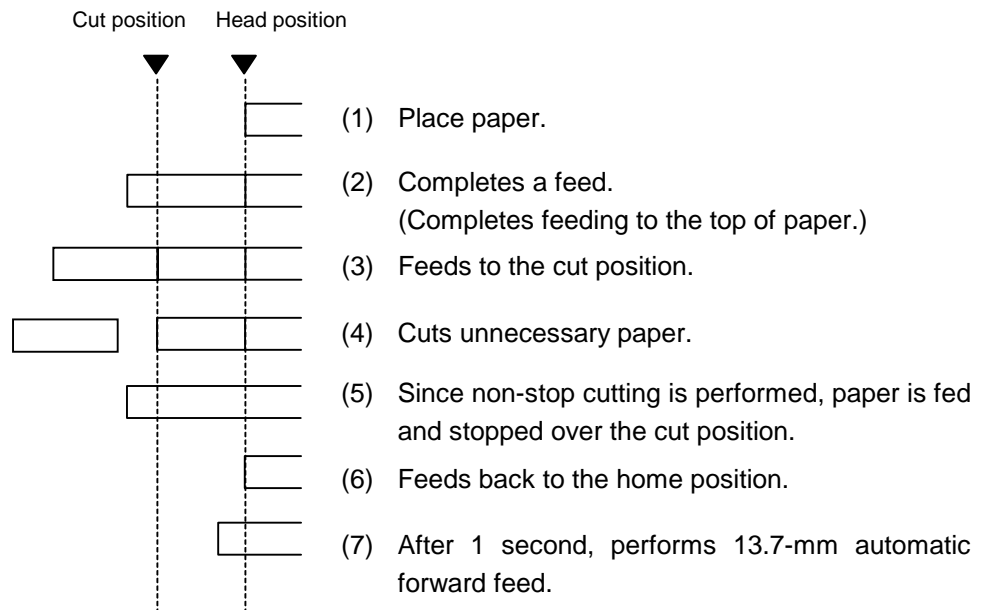 Cut position Head position
(1) Place paper.
(2) Completes a feed.
(Completes feeding to the top of paper.)
(3) Feeds to the cut position.
(4) Cuts unnecessary paper.
(5) Since non-stop cutting is performed, paper is fed
and stopped over the cut position.
(6) Feeds back to the home position.
(7) After 1 second, performs 13.7-mm automatic
forward feed.